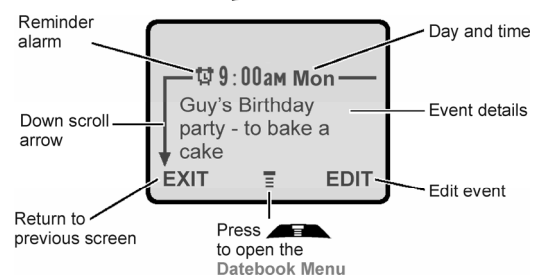 Reminder
alarm
Day and time
9:00AM Mon
Guy's Birthday
party - to bake a
cake
Event details
Down scroll
arrow
EXIT EDIT
Edit event
Return to
previous screen
Press
to open the
Datebook Menu